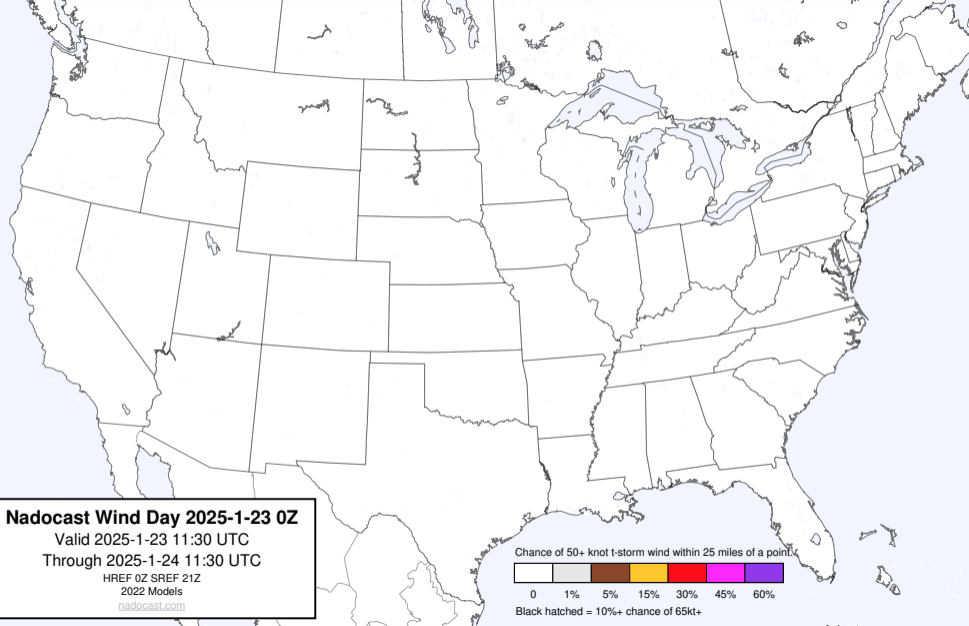 Nadocast Wind Day 2025-1-23 0Z
Valid 2025-1-23 11:30 UTC
Through 2025-1-24 11:30 UTC
HREF 0Z SREF 21Z
2022 Models
nadocast.com
Chance of 50+ knot t-storm wind within 25 miles of a point.
0 1% 5% 15% 30% 45% 60%
Black hatched = 10%+ chance of 65kt+